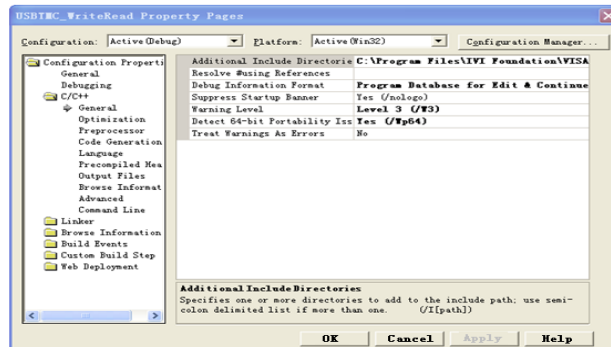 USBTMC_WriteRead Property Pages
Configuration: Active(Debug) Platform: Active(Win32) Configuration Manager...
Configuration Properti
General
Debugging
C/C++
General
Optimization
Preprocessor
Code Generation
Language
Precompiled Hea
Output Files
Browse Informat
Advanced
Command Line
Linker
Browse Information
Build Events
Custom Build Step
Web Deployment
Additional Include Directorie C:\Program Files\IVI Foundation\VISA
Resolve #using References
Debug Information Format Program Database for Edit & Continue
Suppress Startup Banner Yes (/nologo)
Warning Level Level 3 (/W3)
Detect 64-bit Portability Iss Yes (/Wp64)
Treat Warnings As Errors No
Additional Include Directories
Specifies one or more directories to add to the include path; use semi-
colon delimited list if more than one. (/I[path])
OK Cancel Apply Help